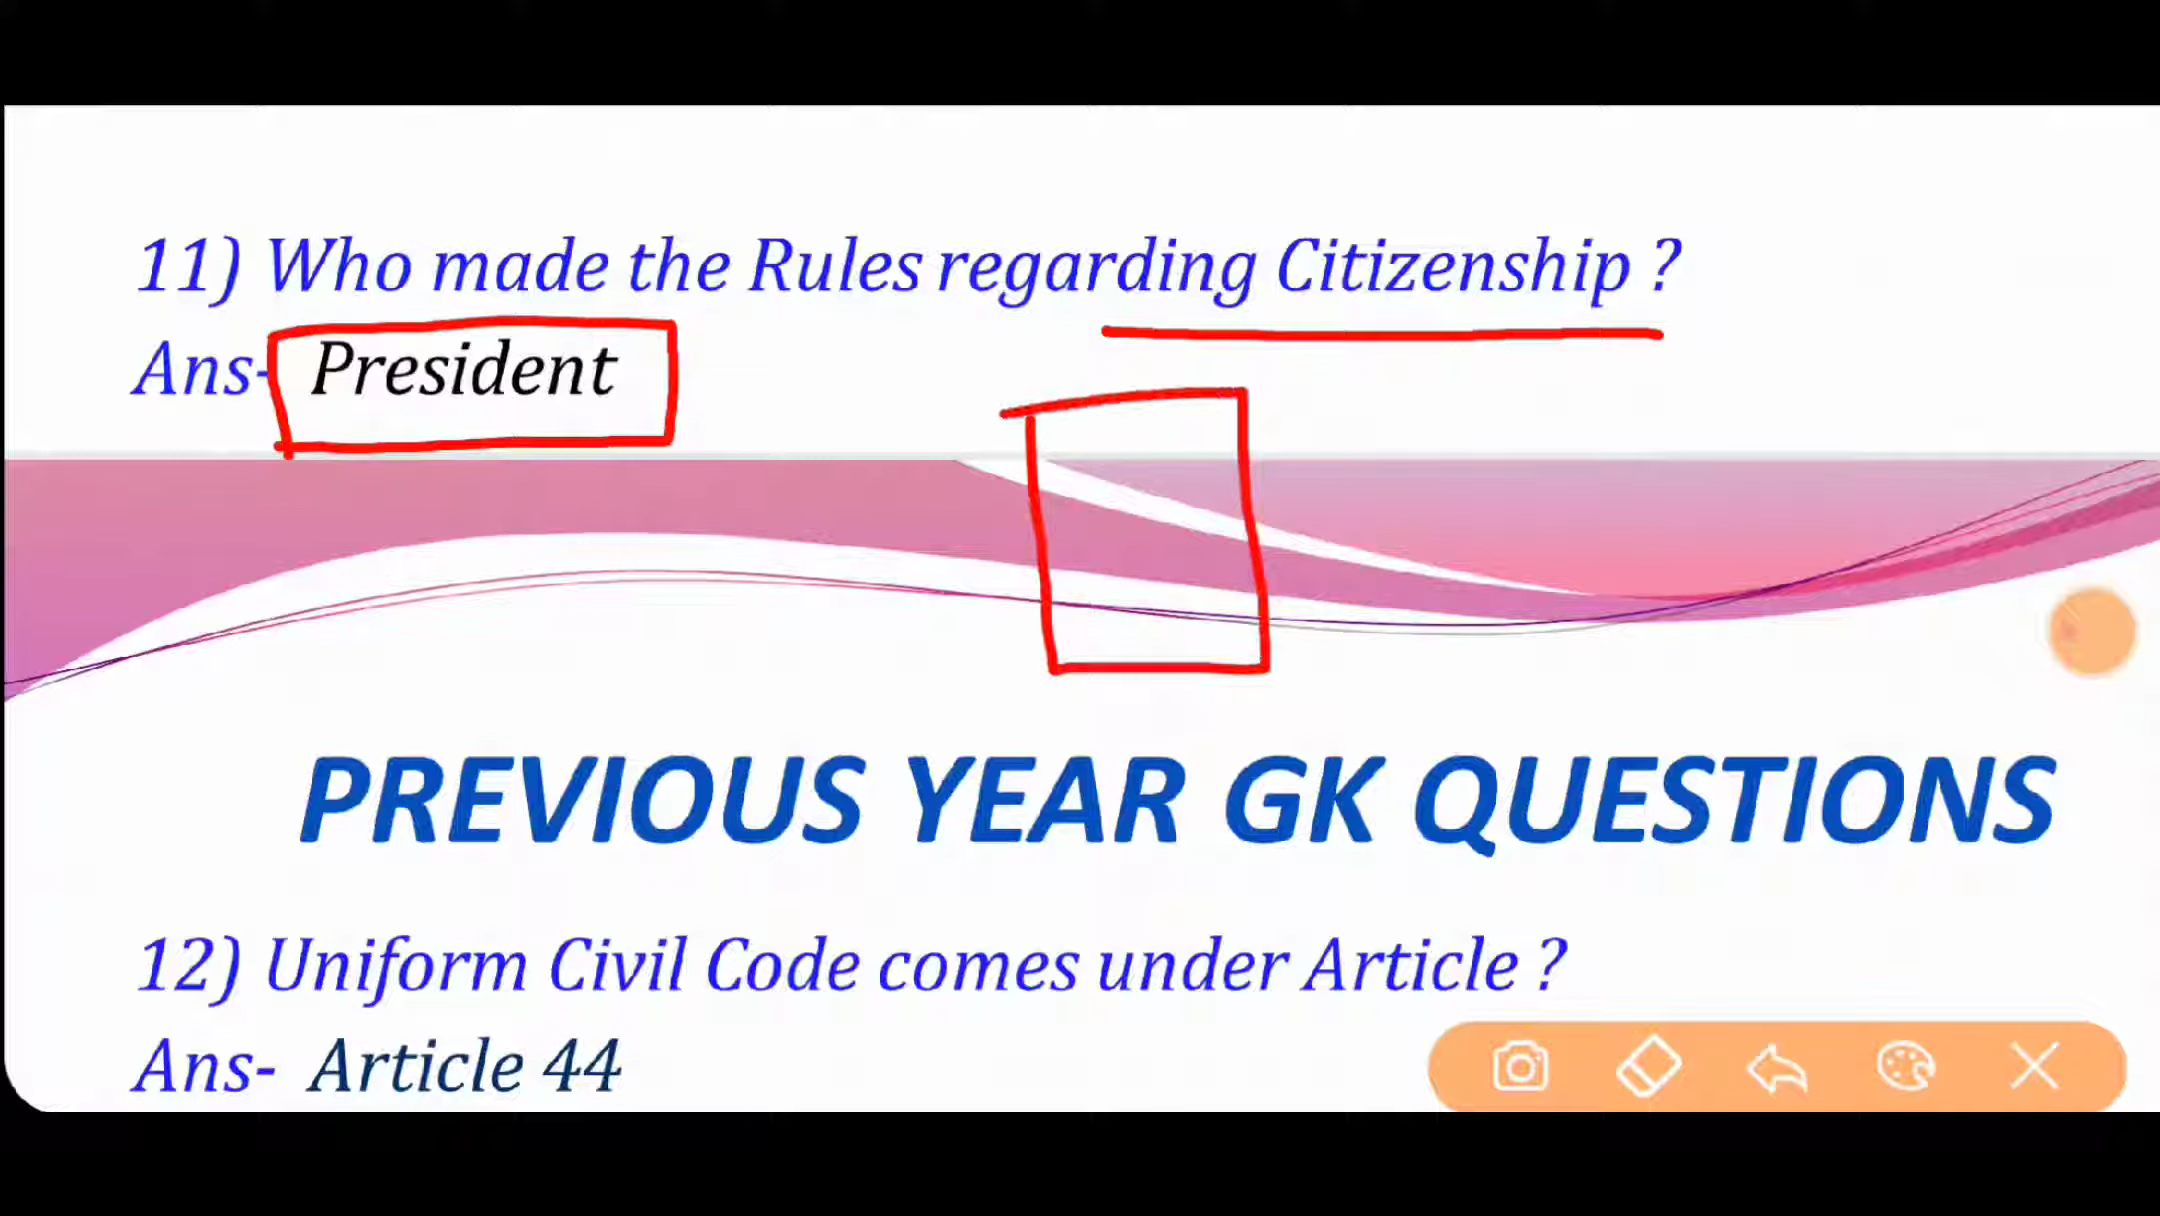 11) Who made the Rules regarding Citizenship ?
Ans- President
PREVIOUS YEAR GK QUESTIONS
12) Uniform Civil Code comes under Article ?
Ans- Article 44